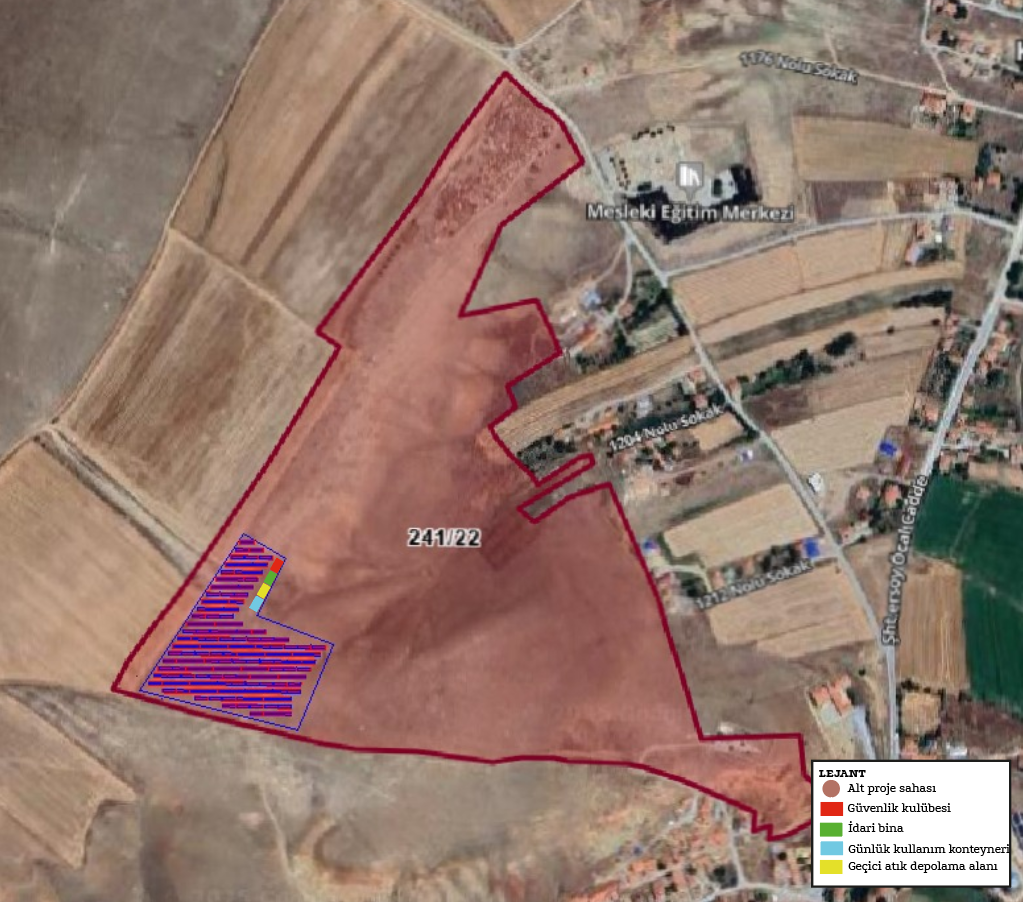 1176 Nolu Sokak
Mesleki Eğitim Merkezi
1204 Nolu Sokak
241/22
1212 Nolu Sokak
Şht.ersoy Öcal Cadde
LEJANT
Alt proje sahası
Güvenlik kulübesi
İdari bina
Günlük kullanım konteyneri
Geçici atık depolama alanı